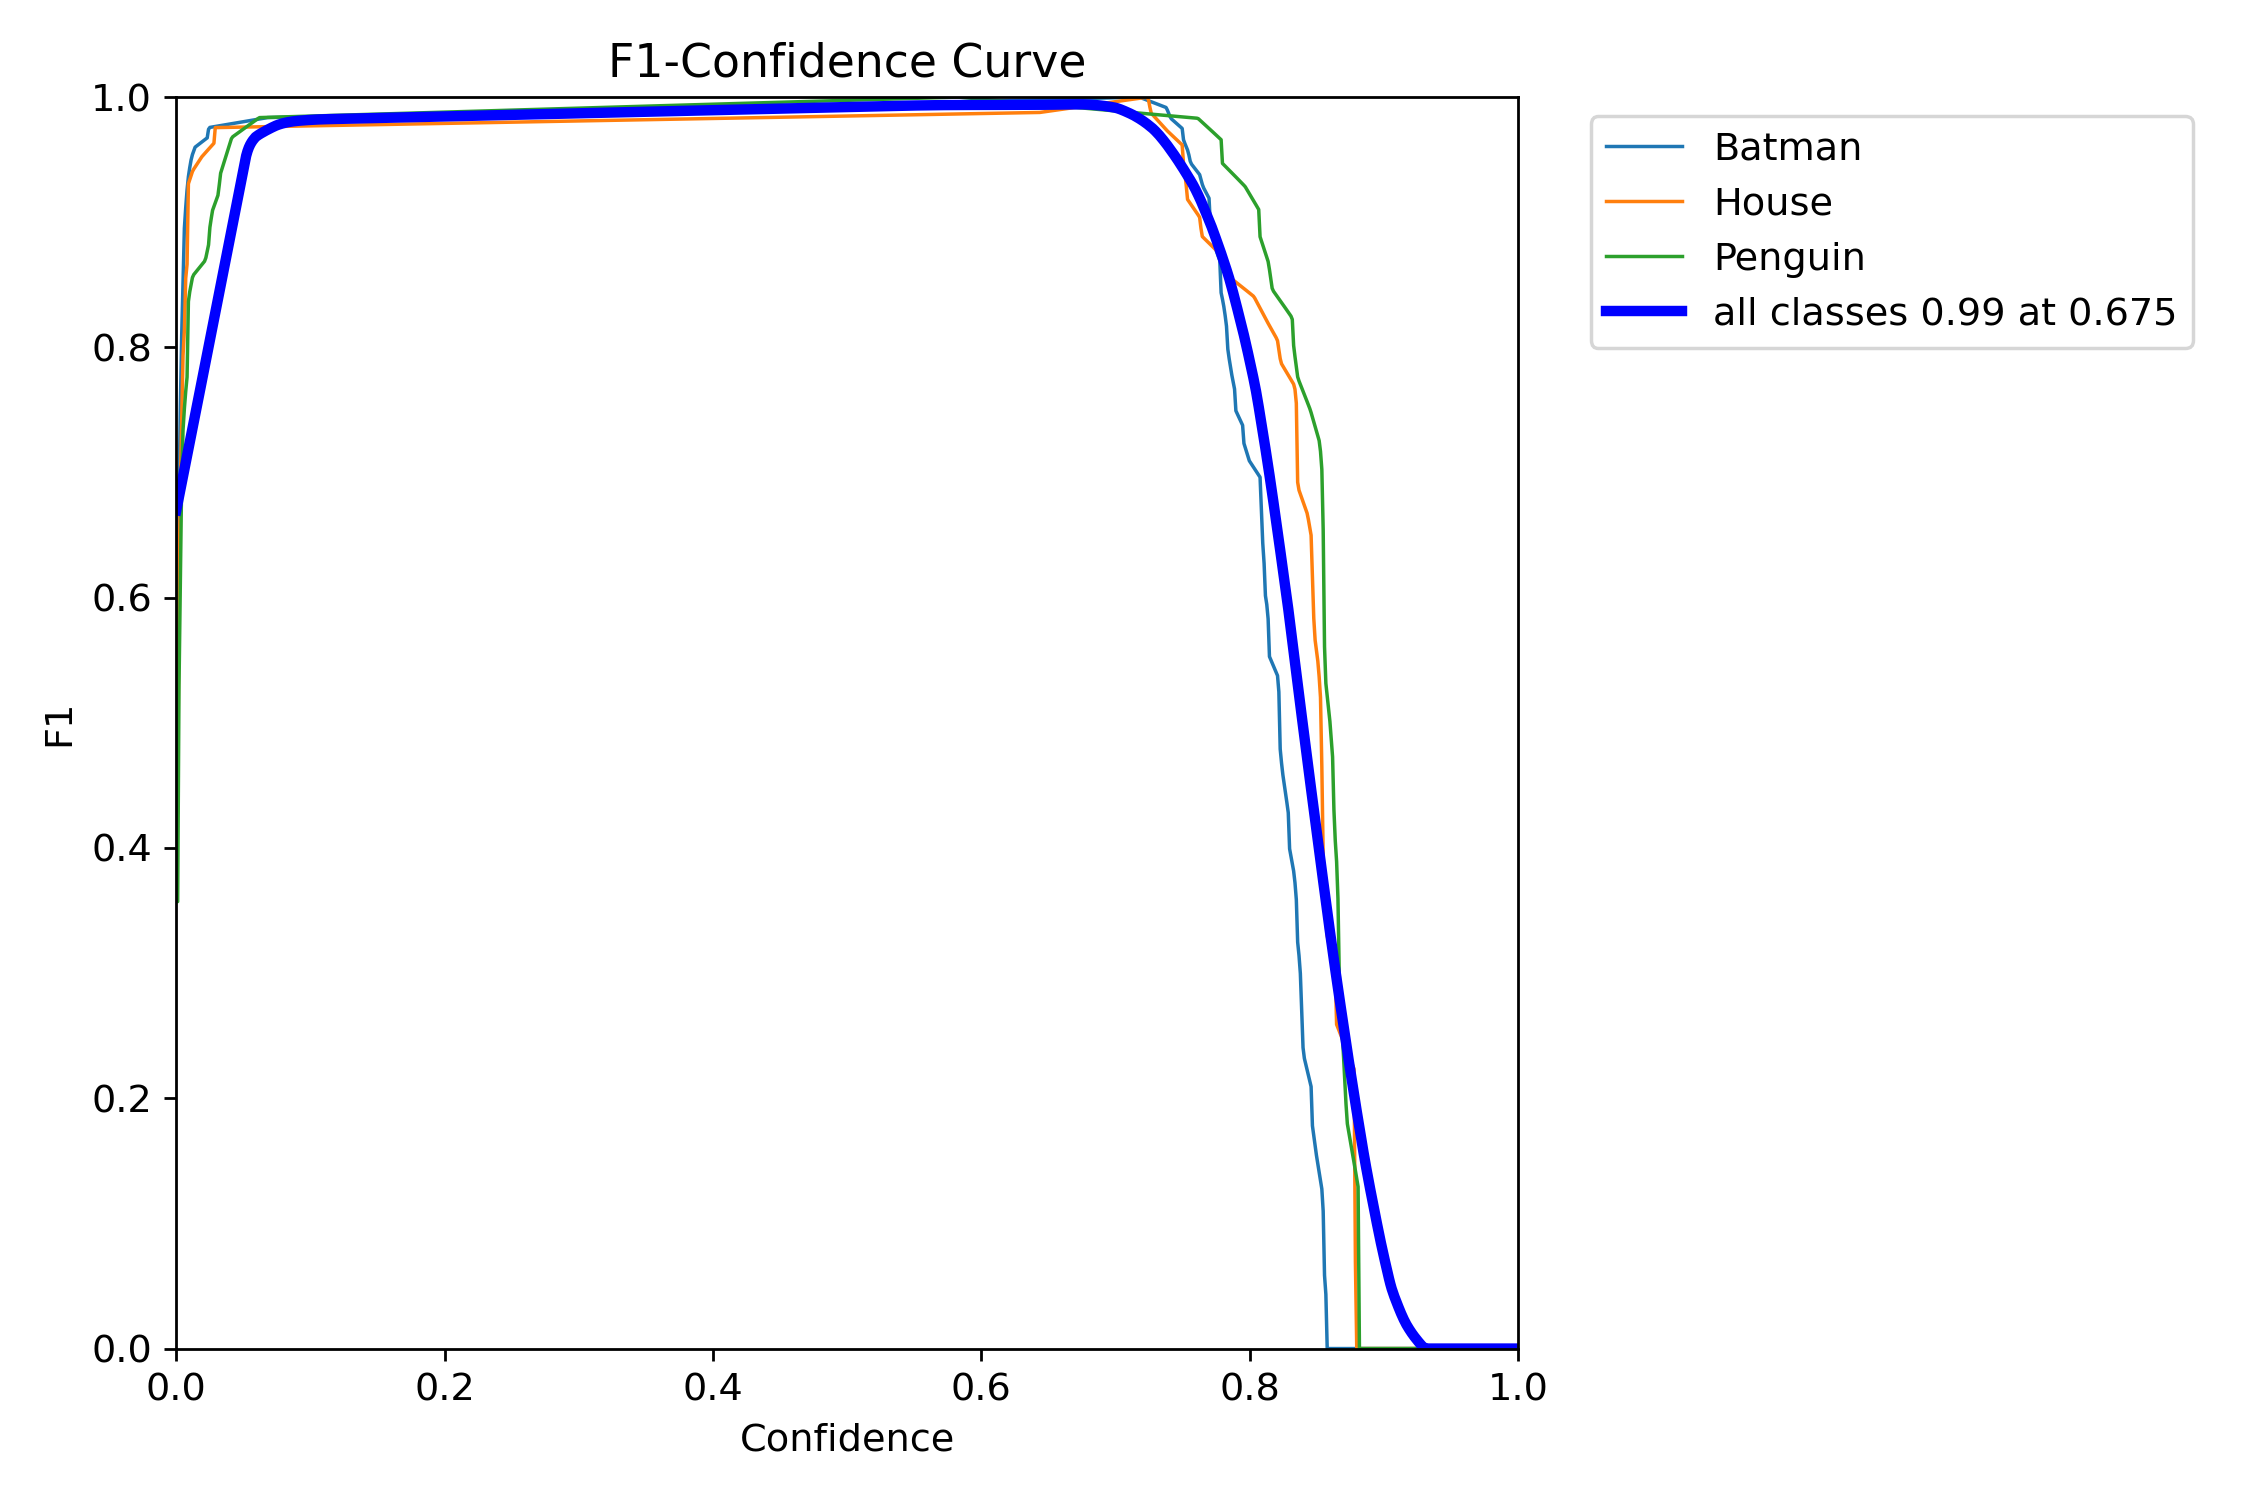 F1-Confidence Curve
1.0
0.8
0.6
0.4
0.2
0.0
F1
0.0 0.2 0.4 0.6 0.8 1.0
Confidence
Batman
House
Penguin
all classes 0.99 at 0.675